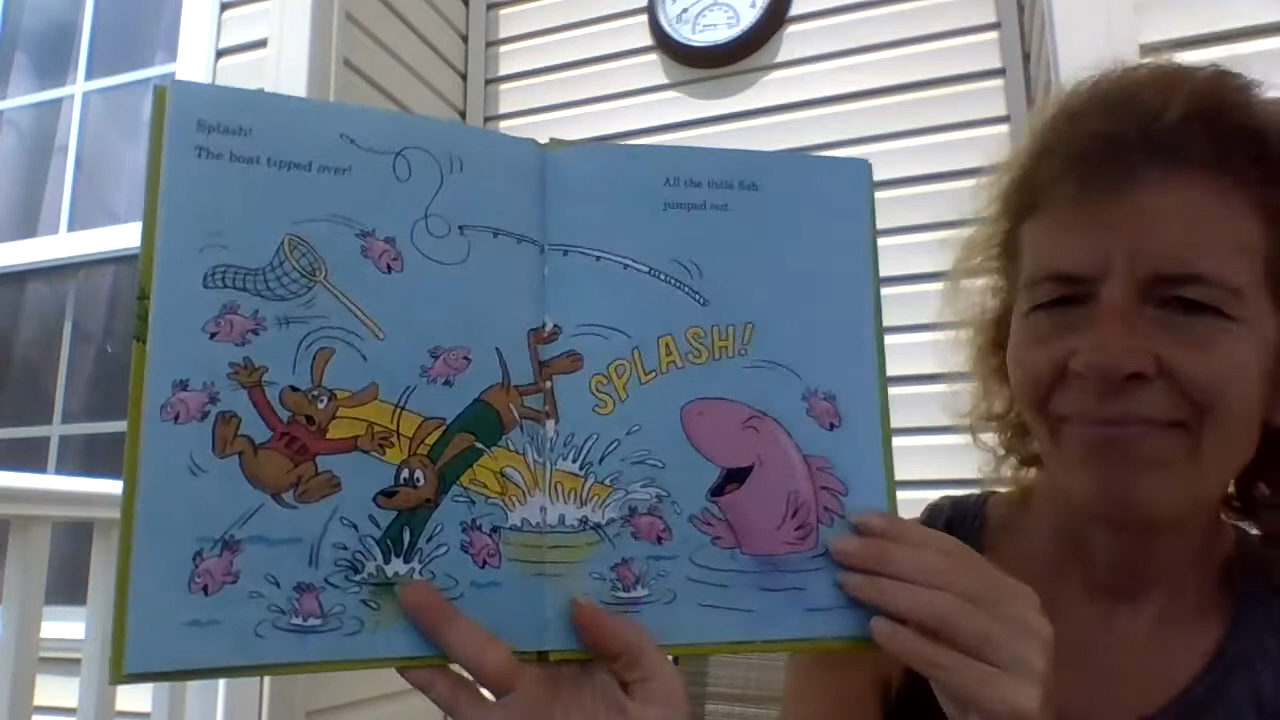 Splash!
The boat tipped over!
All the little fish
jumped out.
SPLASH!